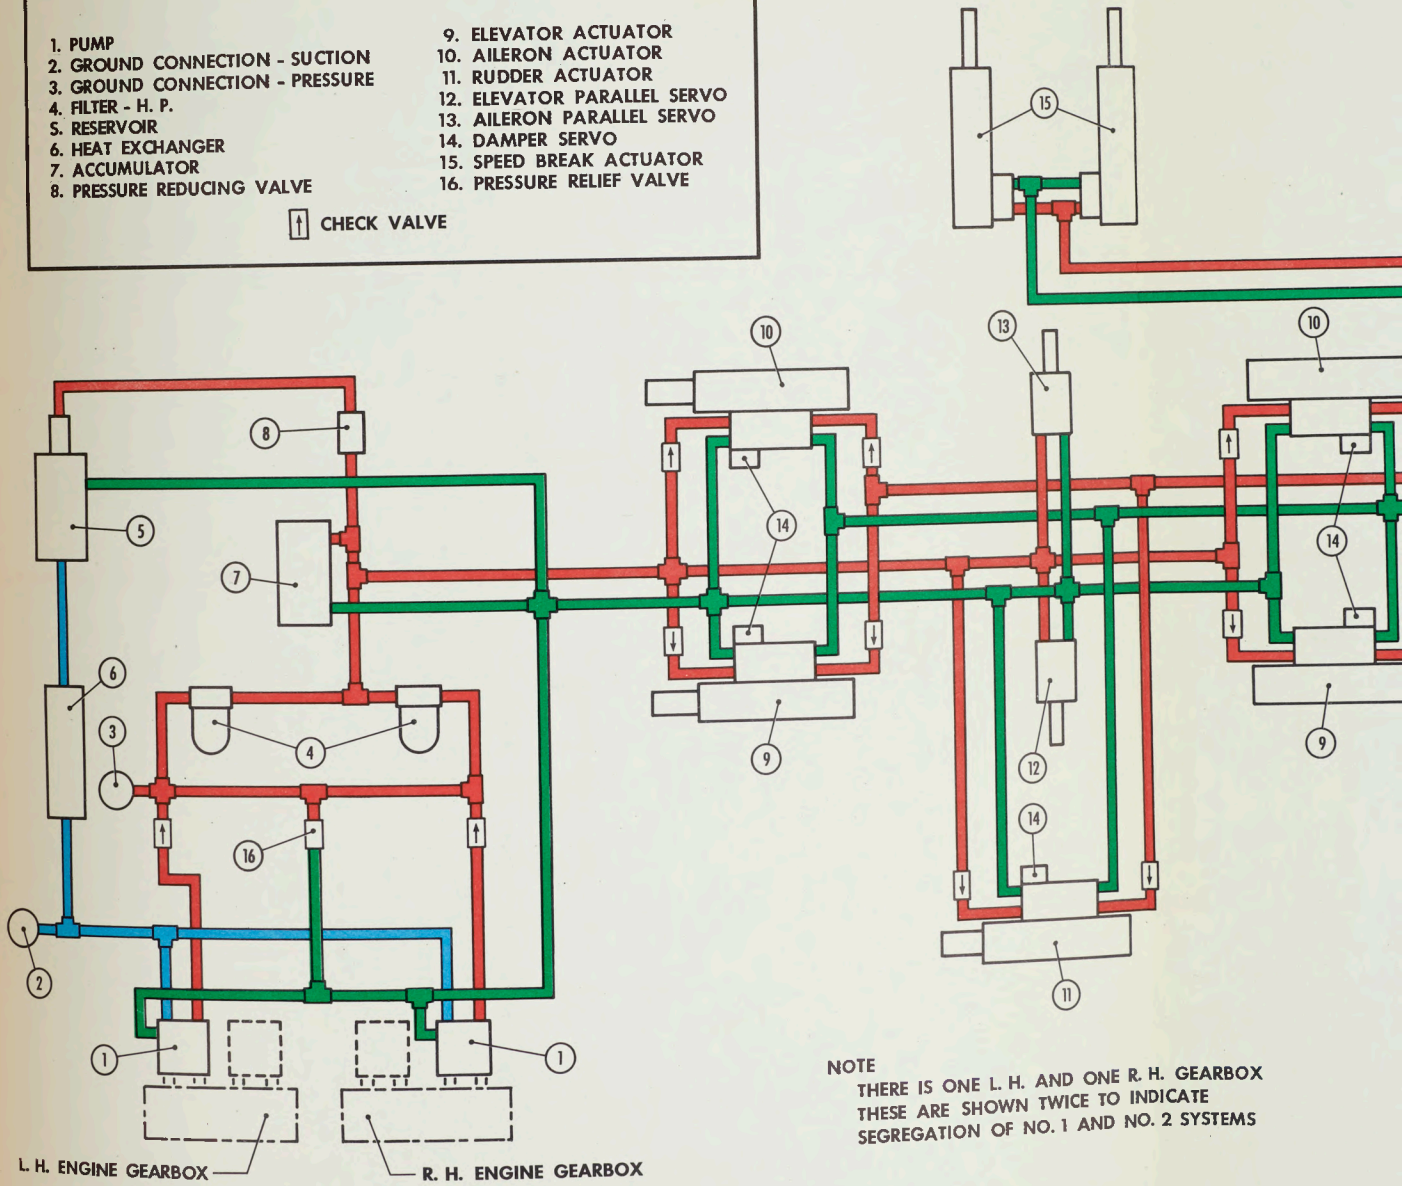 1. PUMP
2. GROUND CONNECTION - SUCTION
3. GROUND CONNECTION - PRESSURE
4. FILTER - H. P.
5. RESERVOIR
6. HEAT EXCHANGER
7. ACCUMULATOR
8. PRESSURE REDUCING VALVE
9. ELEVATOR ACTUATOR
10. AILERON ACTUATOR
11. RUDDER ACTUATOR
12. ELEVATOR PARALLEL SERVO
13. AILERON PARALLEL SERVO
14. DAMPER SERVO
15. SPEED BREAK ACTUATOR
16. PRESSURE RELIEF VALVE
CHECK VALVE
15
10
13
10
8
5
14
14
7
6
3
4
9
12
9
16
14
2
11
1
1
NOTE
THERE IS ONE L. H. AND ONE R. H. GEARBOX
THESE ARE SHOWN TWICE TO INDICATE
SEGREGATION OF NO. 1 AND NO. 2 SYSTEMS
L. H. ENGINE GEARBOX
R. H. ENGINE GEARBOX